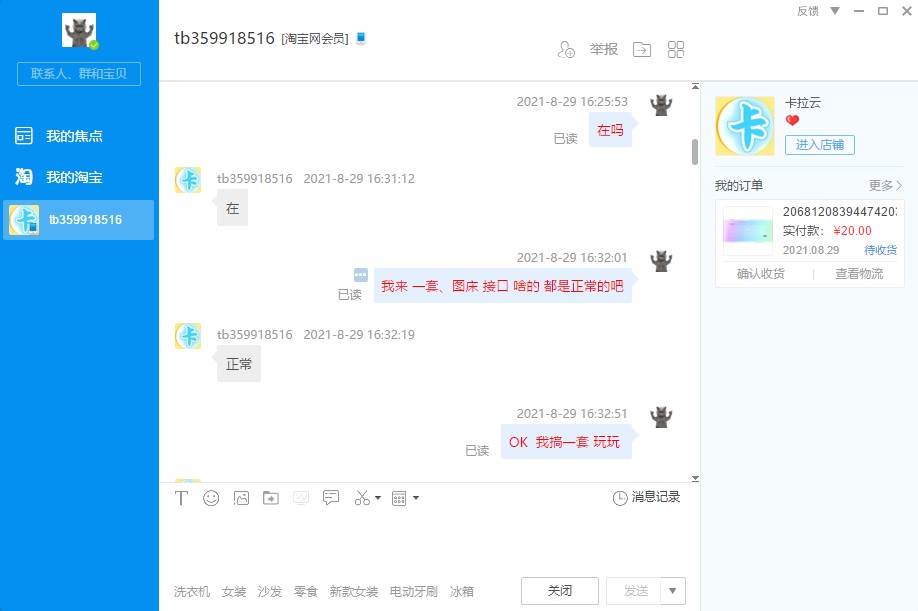 反馈
tb359918516 [淘宝网会员]
举报
联系人、群和宝贝
我的焦点
我的淘宝
tb359918516
2021-8-29 16:25:53
在吗
已读
tb359918516 2021-8-29 16:31:12
在
2021-8-29 16:32:01
我来 一套、图床 接口 啥的 都是正常的吧
已读
tb359918516 2021-8-29 16:32:19
正常
2021-8-29 16:32:51
OK 我搞一套 玩玩
已读
消息记录
洗衣机 女装 沙发 零食 新款女装 电动牙刷 冰箱
关闭 发送
卡
卡拉云
进入店铺
我的订单 更多
2068120839447420
实付款: ¥20.00
2021.08.29 待收货
确认收货 | 查看物流